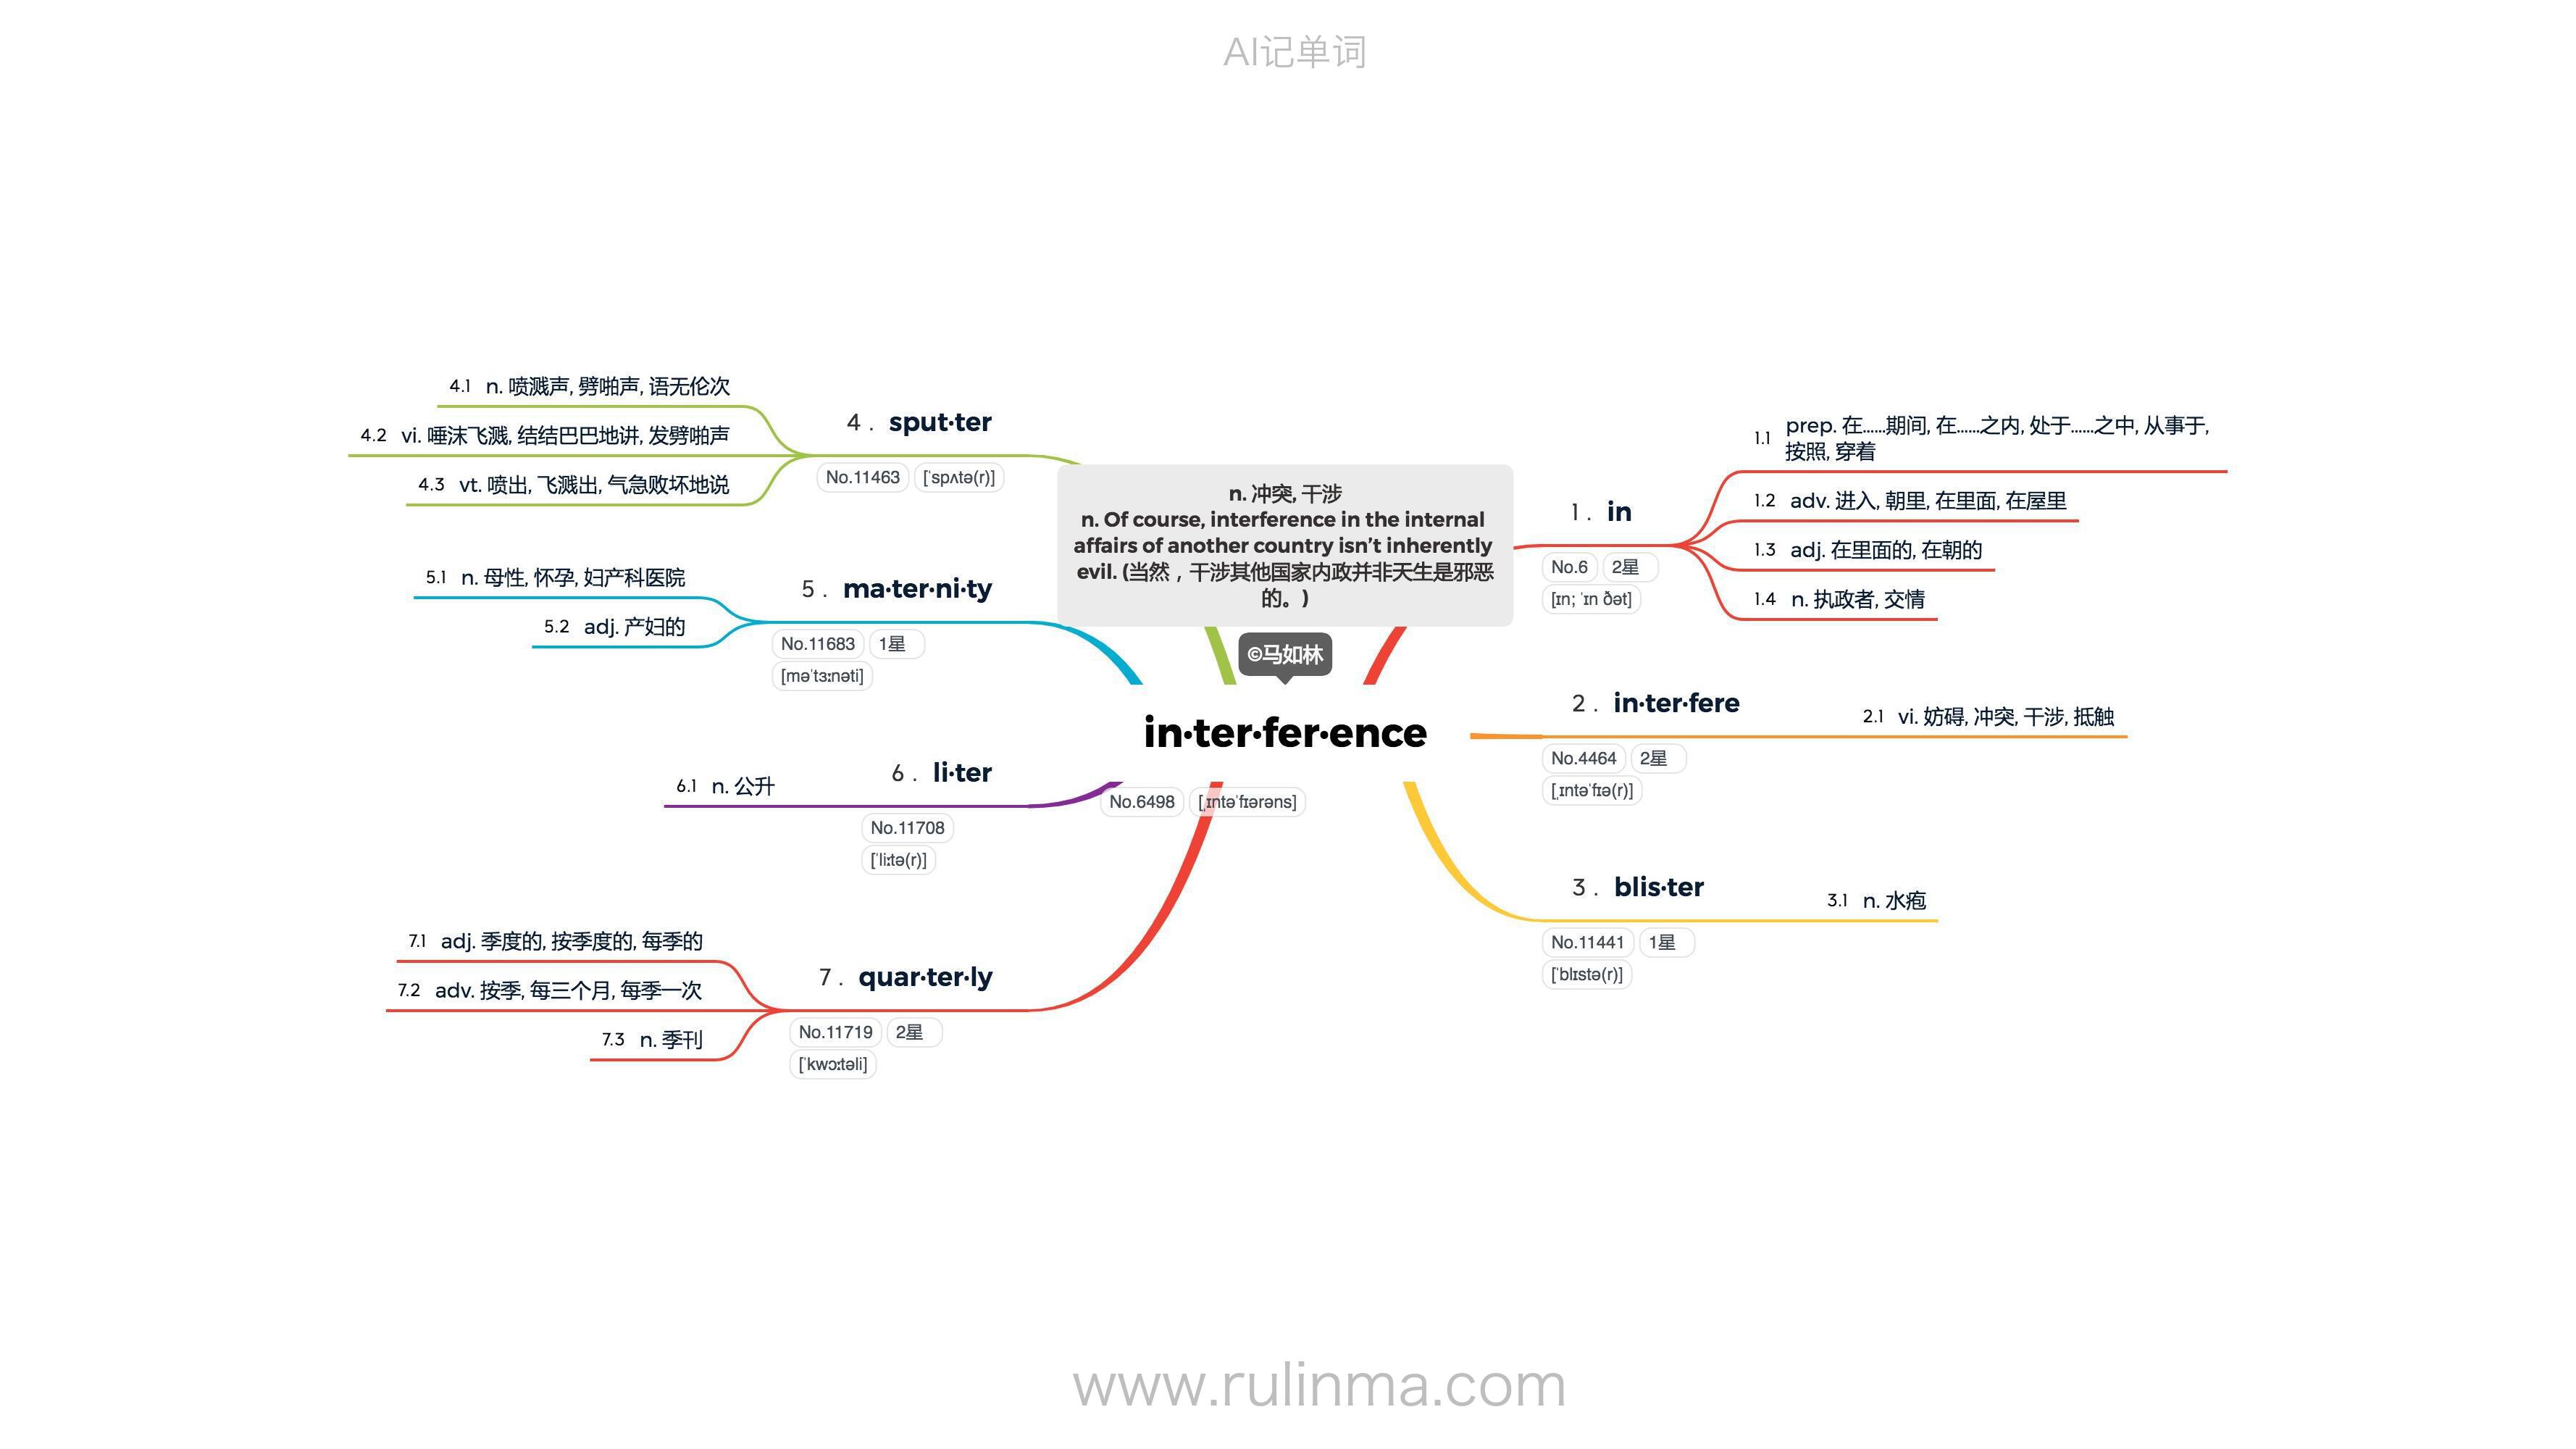 AI记单词
n. 冲突, 干涉
n. Of course, interference in the internal
affairs of another country isn’t inherently
evil. (当然，干涉其他国家内政并非天生是邪恶
的。)
©马如林
in·ter·fer·ence
No.6498 [ˌɪntəˈfɪərəns]
1. in
No.6 2星
[ɪn; ˈɪn ðət]
1.1 prep. 在……期间, 在……之内, 处于……之中, 从事于,
按照, 穿着
1.2 adv. 进入, 朝里, 在里面, 在屋里
1.3 adj. 在里面的, 在朝的
1.4 n. 执政者, 交情
2. in·ter·fere
No.4464 2星
[ˌɪntəˈfɪə(r)]
2.1 vi. 妨碍, 冲突, 干涉, 抵触
3. blis·ter
No.11441 1星
[ˈblɪstə(r)]
3.1 n. 水疱
4. sput·ter
No.11463 [ˈspʌtə(r)]
4.1 n. 喷溅声, 劈啪声, 语无伦次
4.2 vi. 唾沫飞溅, 结结巴巴地讲, 发劈啪声
4.3 vt. 喷出, 飞溅出, 气急败坏地说
5. ma·ter·ni·ty
No.11683 1星
[məˈtɜːnəti]
5.1 n. 母性, 怀孕, 妇产科医院
5.2 adj. 产妇的
6. li·ter
No.11708
[ˈliːtə(r)]
6.1 n. 公升
7. quar·ter·ly
No.11719 2星
[ˈkwɔːtəli]
7.1 adj. 季度的, 按季度的, 每季的
7.2 adv. 按季, 每三个月, 每季一次
7.3 n. 季刊
www.rulinma.com